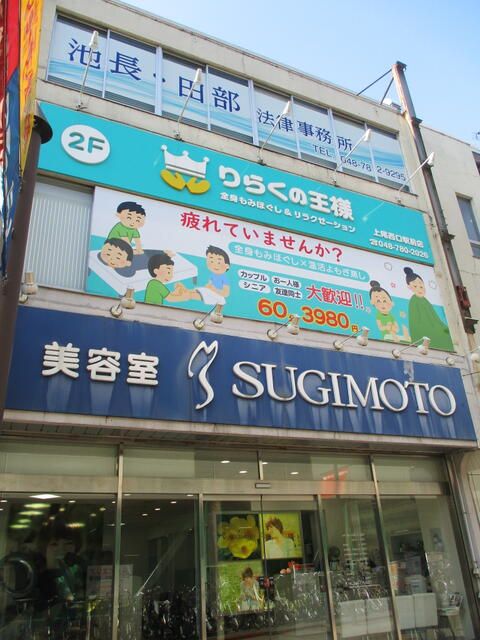 池長・田部
法律事務所
TEL. 048-782-9295
2F
りらくの王様
全身もみほぐし&リラクゼーション
上尾西口駅前店
☎048-780-2026
疲れていませんか?
全身もみほぐし×温活よもぎ蒸し
カップル
お一人様
シニア
友達同士
大歓迎!!
60分 3980円
美容室
SUGIMOTO